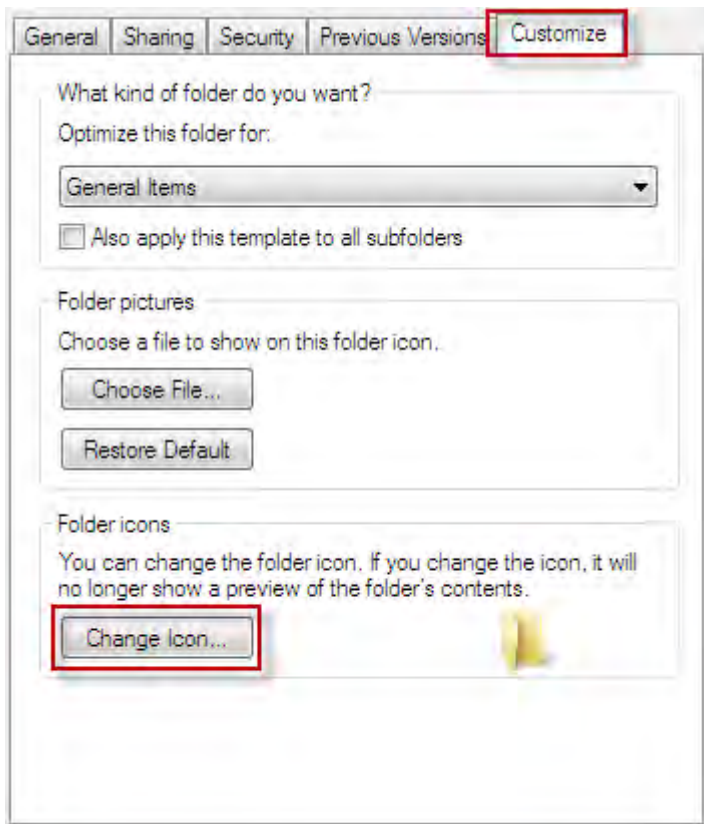 General Sharing Security Previous Versions Customize
What kind of folder do you want?
Optimize this folder for:
General Items
Also apply this template to all subfolders
Folder pictures
Choose a file to show on this folder icon.
Choose File...
Restore Default
Folder icons
You can change the folder icon. If you change the icon, it will
no longer show a preview of the folder's contents.
Change Icon...